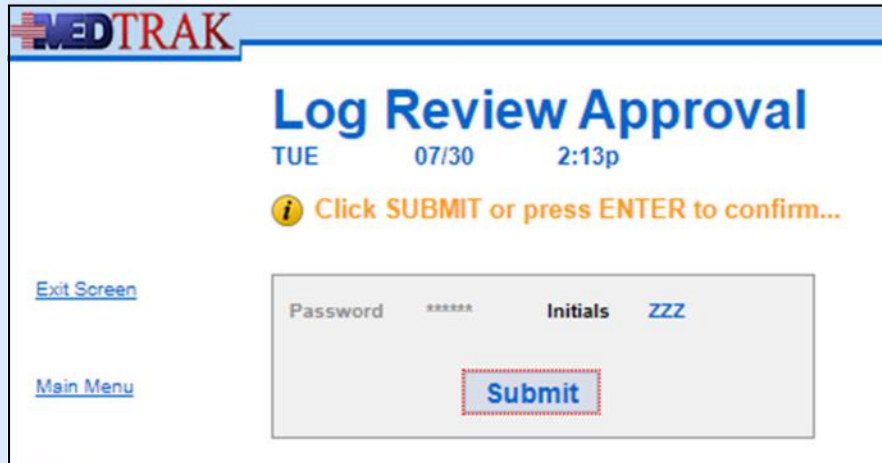 MEDTRAK
Log Review Approval
TUE 07/30 2:13p
i Click SUBMIT or press ENTER to confirm...
Exit Screen
Password ****** Initials ZZZ
Main Menu
Submit